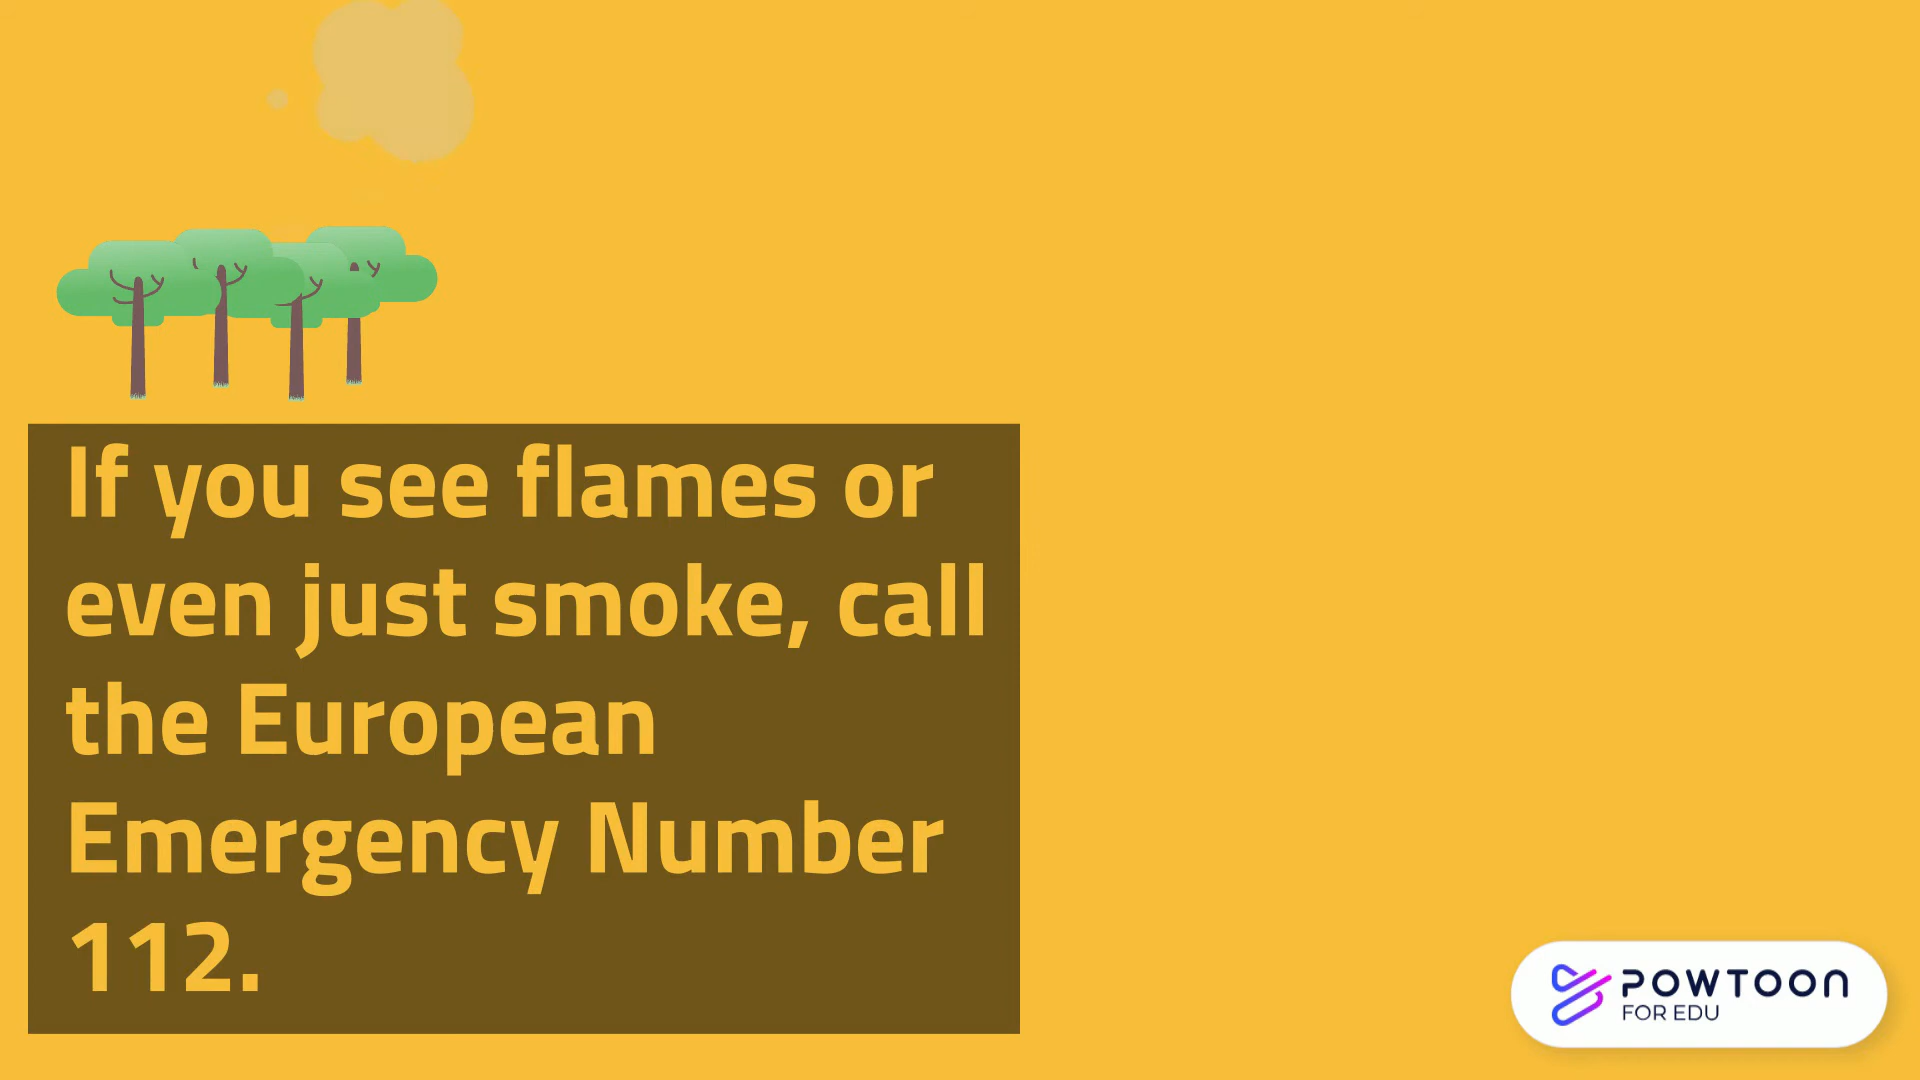 If you see flames or
even just smoke, call
the European
Emergency Number
112.
POWTOON
FOR EDU